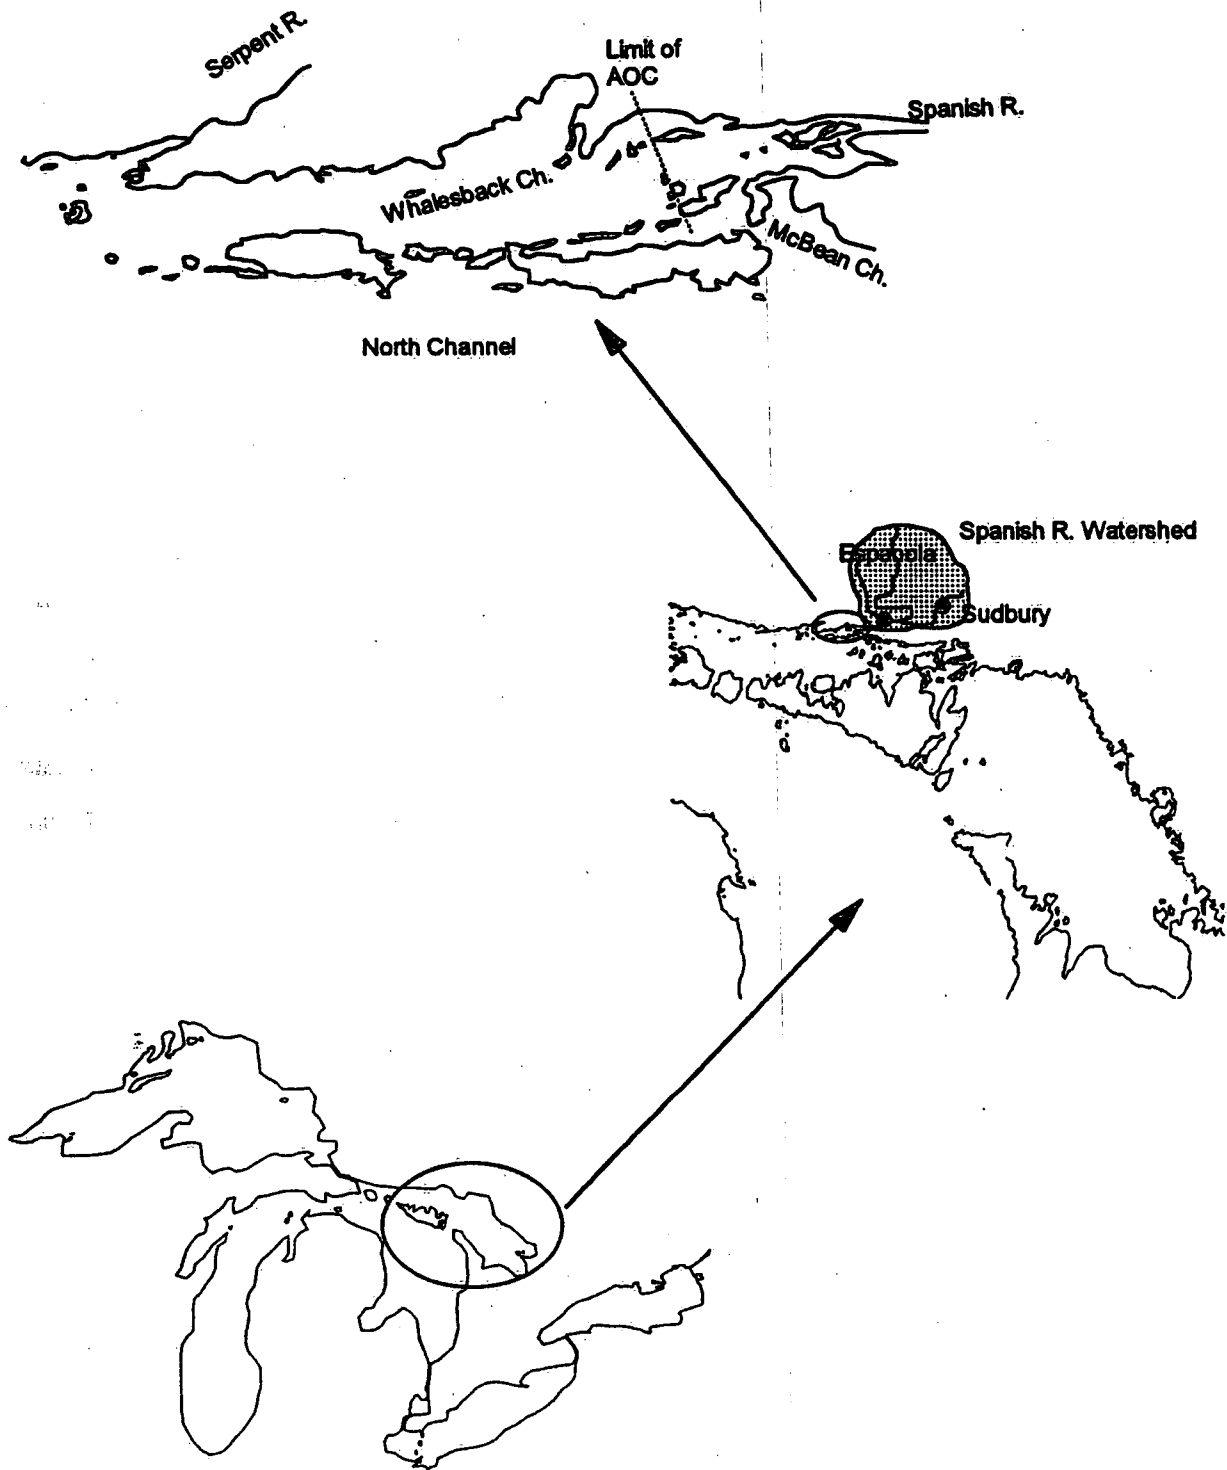 Serpent R.
Limit of
AOC
Spanish R.
Whalesback Ch.
McBean Ch.
North Channel
Spanish R. Watershed
Espanola
Sudbury